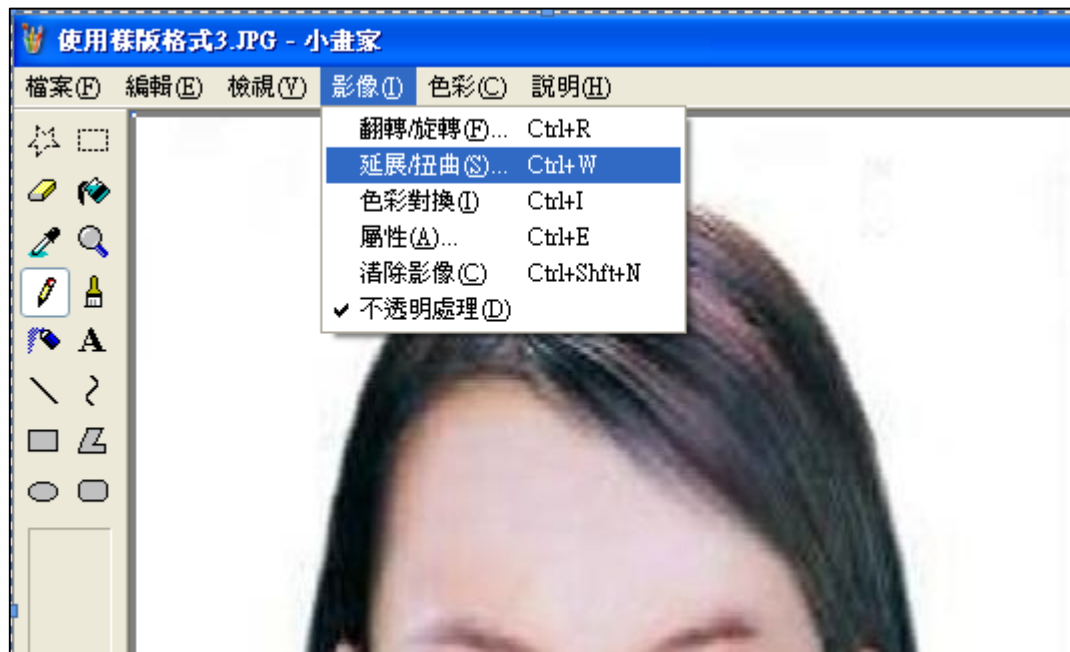 使用樣版格式3.JPG - 小畫家
檔案(F) 編輯(E) 檢視(V) 影像(I) 色彩(C) 說明(H)
翻轉/旋轉(F)... Ctrl+R
延展/扭曲(S)... Ctrl+W
色彩對換(I) Ctrl+I
屬性(A)... Ctrl+E
清除影像(C) Ctrl+Shft+N
不透明處理(D)
A